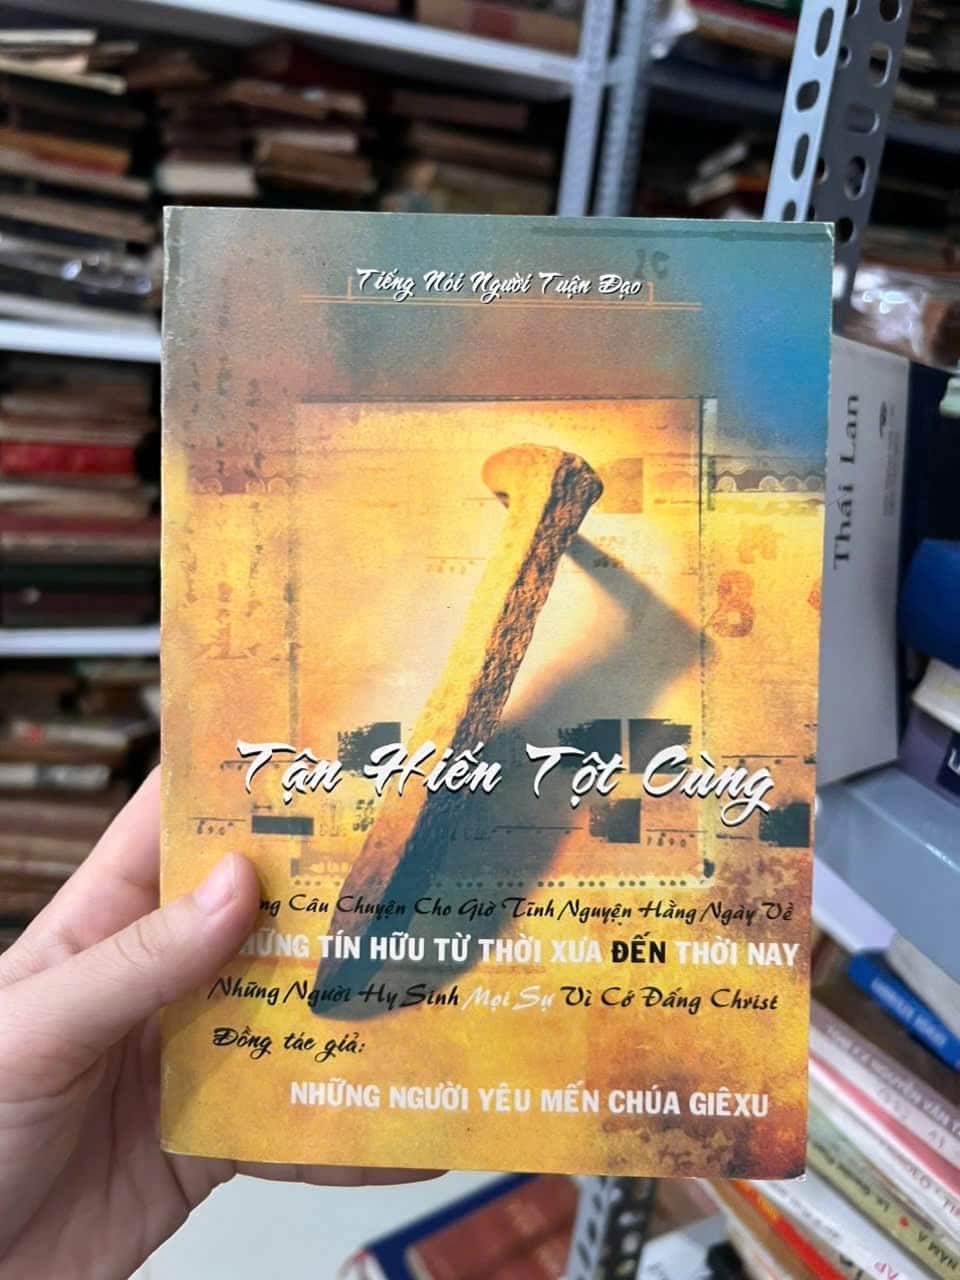 Tiếng Nói Người Tuận Đạo
Tận Hiến Tột Cùng
Câu Chuyện Cho Giờ Tĩnh Nguyện Hằng Ngày Về
TÍN HỮU TỪ THỜI XƯA ĐẾN THỜI NAY
Những Người Hy Sinh Mọi Sự Vì Cớ Đấng Christ
Đồng tác giả:
NHỮNG NGƯỜI YÊU MẾN CHÚA GIÊXU
Thái Lan